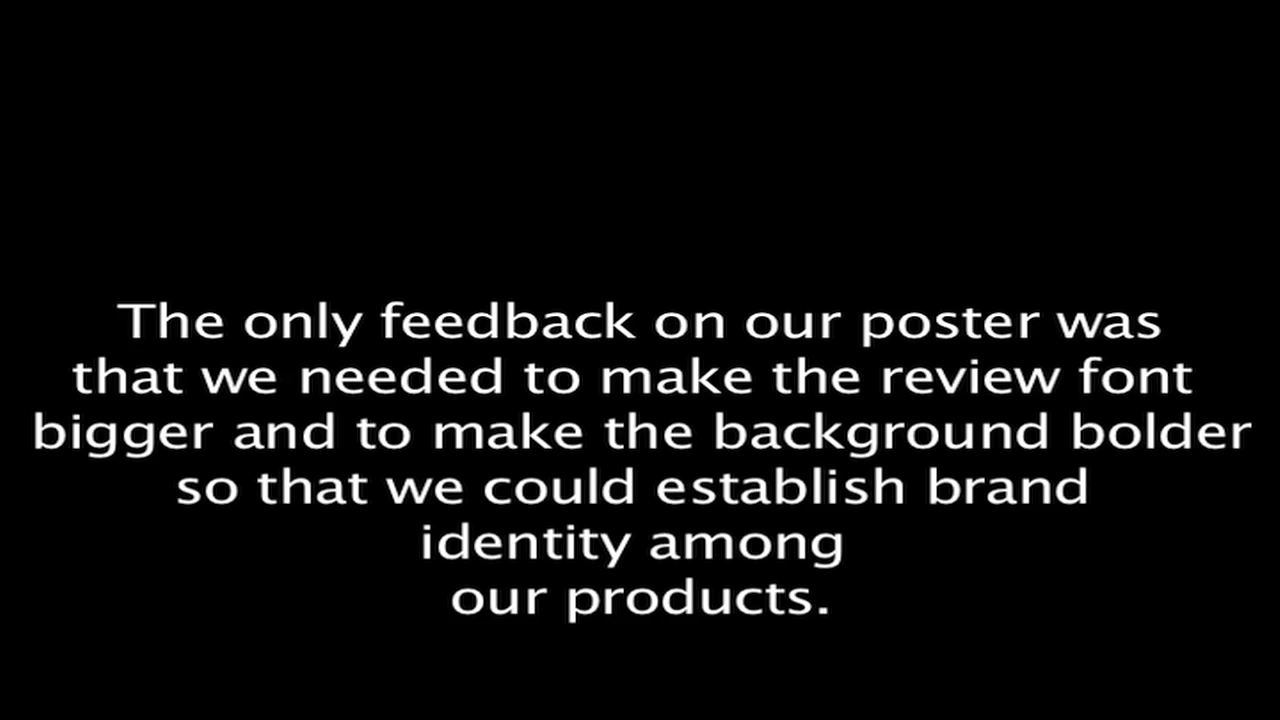 The only feedback on our poster was
that we needed to make the review font
bigger and to make the background bolder
so that we could establish brand
identity among
our products.